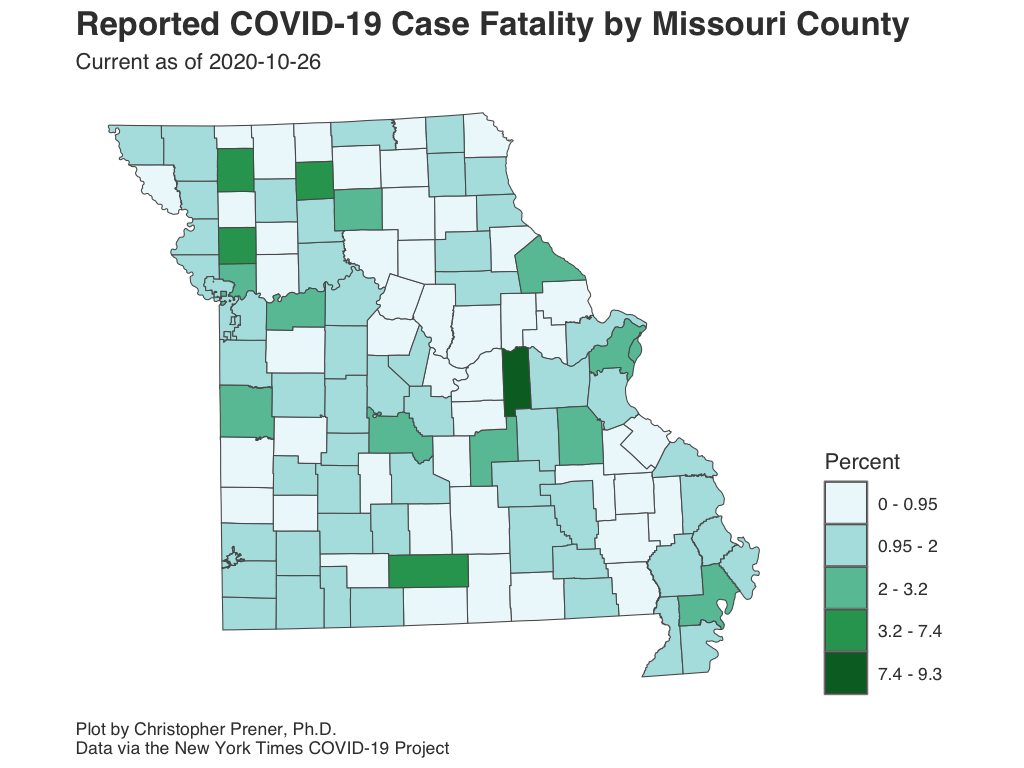 Reported COVID-19 Case Fatality by Missouri County
Current as of 2020-10-26
Percent
0 - 0.95
0.95 - 2
2 - 3.2
3.2 - 7.4
7.4 - 9.3
Plot by Christopher Prener, Ph.D.
Data via the New York Times COVID-19 Project